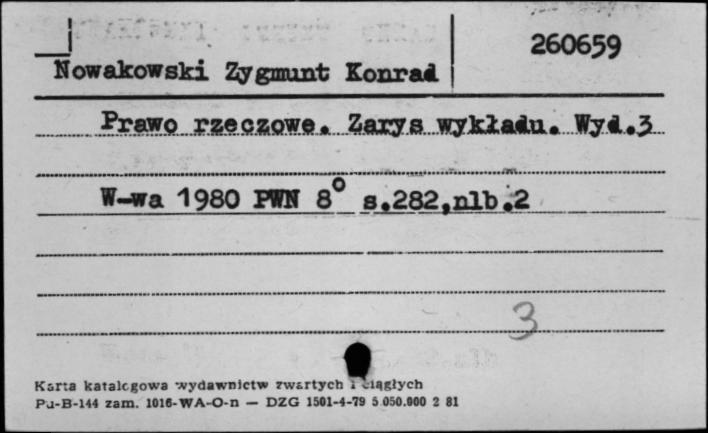 260659
Nowakowski Zygmunt Konrad
Prawo rzeczowe. Zarys wykładu. Wyd.3
W-wa 1980 PWN 8° s.282,nlb.2
3
Karta katalogowa wydawnictw zwartych i ciągłych
Pu-B-144 zam. 1016-WA-O-n — DZG 1501-4-79 5.050.000 2 81